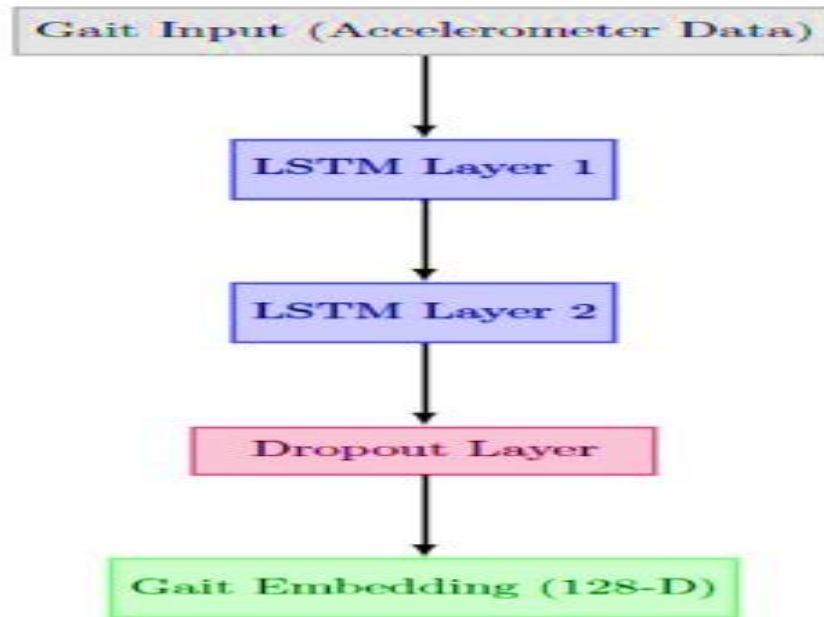 Gait Input (Accelerometer Data)
LSTM Layer 1
LSTM Layer 2
Dropout Layer
Gait Embedding (128-D)